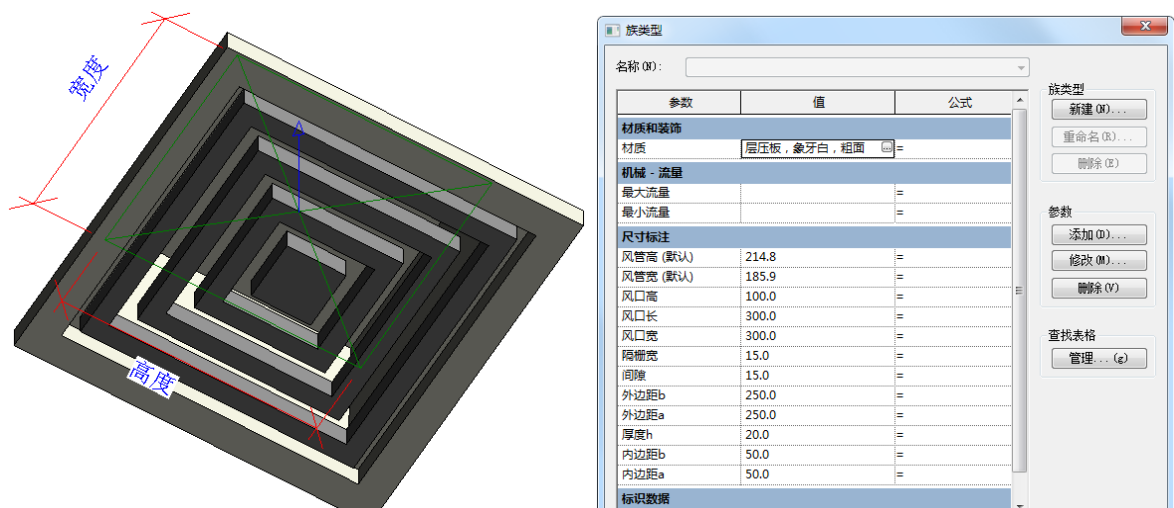 宽度
高度
族类型
名称(N):
参数 值 公式
材质和装饰
材质 层压板，象牙白，粗面 ... =
机械 - 流量
最大流量 =
最小流量 =
尺寸标注
风管高 (默认) 214.8 =
风管宽 (默认) 185.9 =
风口高 100.0 =
风口长 300.0 =
风口宽 300.0 =
隔栅宽 15.0 =
间隙 15.0 =
外边距b 250.0 =
外边距a 250.0 =
厚度h 20.0 =
内边距b 50.0 =
内边距a 50.0 =
标识数据
族类型
新建(N)...
重命名(R)...
删除(E)
参数
添加(D)...
修改(M)...
删除(V)
查找表格
管理...(g)